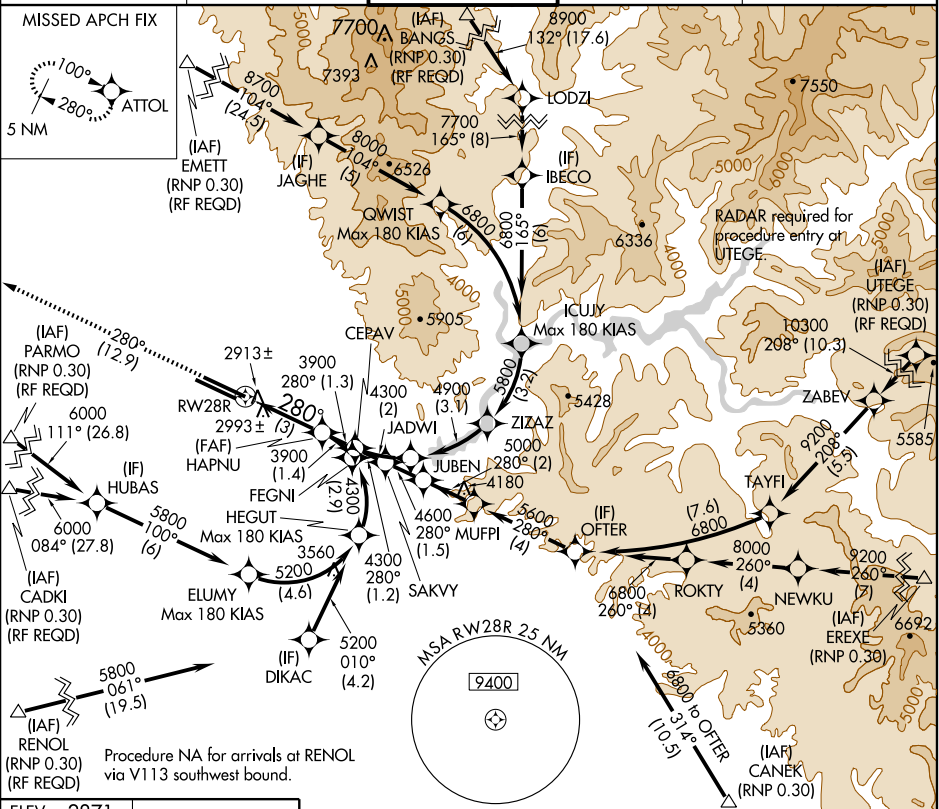 MISSED APCH FIX
100°
280°
ATTOL
5 NM
7700
7393
(IAF)
BANGS
(RNP 0.30)
(RF REQD)
8900
132° (17.6)
LODZI
7700
165° (8)
(IF)
IBECO
7550
5000
6000
8700
104°
(24.5)
(IAF)
EMETT
(RNP 0.30)
(RF REQD)
(IF)
JAGHE
8000
104°
(5)
6526
QWIST
Max 180 KIAS
6800
(6)
6800
165°
(6)
6336
4000
RADAR required for
procedure entry at
UTEGE.
5000
(IAF)
UTEGE
(RNP 0.30)
(RF REQD)
4000
5000
5905
ICUJY
Max 180 KIAS
5800
(3.2)
10300
208° (10.3)
ZABEV
5585
9200
208°
(5.5)
280°
(12.9)
(IAF)
PARMO
(RNP 0.30)
(RF REQD)
2913±
RW28R
2993±
280°
(3)
CEPAV
3900
280° (1.3)
4300
(2)
JADWI
4900
(3.1)
ZIZAZ
5428
(FAF)
HAPNU
3900
(1.4)
FEGNI
JUBEN
5000
280° (2)
4180
TAYFI
(7.6)
6800
6000
111° (26.8)
(IF)
HUBAS
6000
084° (27.8)
5800
100°
(6)
(IAF)
CADKI
(RNP 0.30)
(RF REQD)
4300
(2.9)
HEGUT
Max 180 KIAS
4600
280°
(1.5)
MUFPI
5600
280°
(4)
(IF)
OFTER
3560
4300
280°
(1.2)
SAKVY
5200
(4.6)
ELUMY
Max 180 KIAS
6800
260° (4)
ROKTY
8000
260°
(4)
NEWKU
9200
260°
(7)
(IAF)
EREXE
(RNP 0.30)
5360
6692
4000
5000
(IF)
DIKAC
5200
010°
(4.2)
5800
061°
(19.5)
(IAF)
RENOL
(RNP 0.30)
(RF REQD)
Procedure NA for arrivals at RENOL
via V113 southwest bound.
MSA RW28R 25 NM
9400
6800 to OFTER
314°
(10.5)
(IAF)
CANEK
(RNP 0.30)